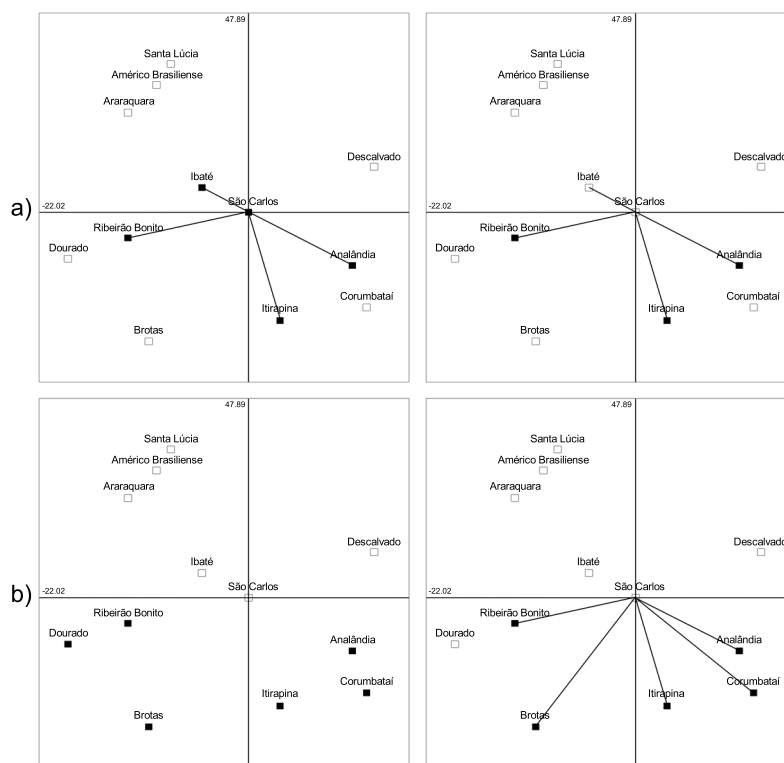 47.89
47.89
Santa Lúcia
Santa Lúcia
Américo Brasiliense
Américo Brasiliense
Araraquara
Araraquara
Descalvado
Descalvado
Ibaté
Ibaté
São Carlos
São Carlos
a)
-22.02
-22.02
Ribeirão Bonito
Ribeirão Bonito
Dourado
Analândia
Dourado
Analândia
Corumbataí
Corumbataí
Itirapina
Itirapina
Brotas
Brotas
47.89
47.89
Santa Lúcia
Santa Lúcia
Américo Brasiliense
Américo Brasiliense
Araraquara
Araraquara
Descalvado
Descalvado
Ibaté
Ibaté
São Carlos
São Carlos
b)
-22.02
-22.02
Ribeirão Bonito
Ribeirão Bonito
Dourado
Analândia
Dourado
Analândia
Corumbataí
Corumbataí
Itirapina
Itirapina
Brotas
Brotas